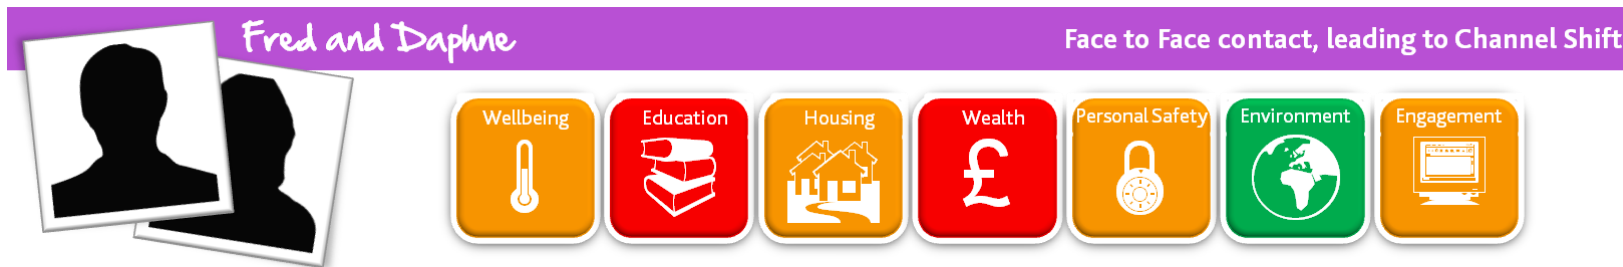 Fred and Daphne
Face to Face contact, leading to Channel Shift
Wellbeing
Education
Housing
Wealth
Personal Safety
Environment
Engagement
£